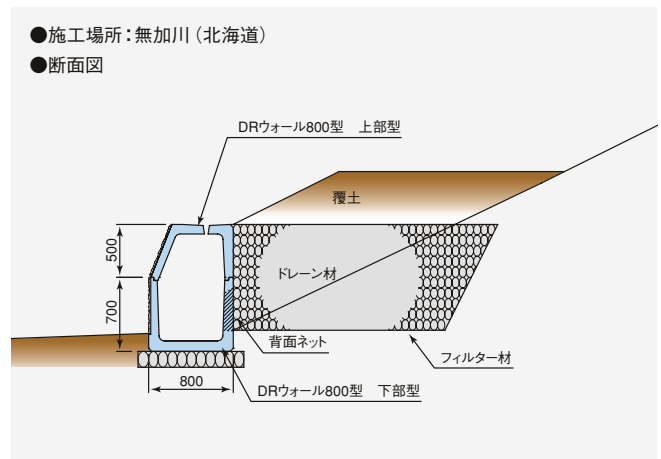 ●施工場所：無加川（北海道）
●断面図
DRウォール800型　上部型
覆土
500
ドレーン材
700
背面ネット
フィルター材
800
DRウォール800型　下部型